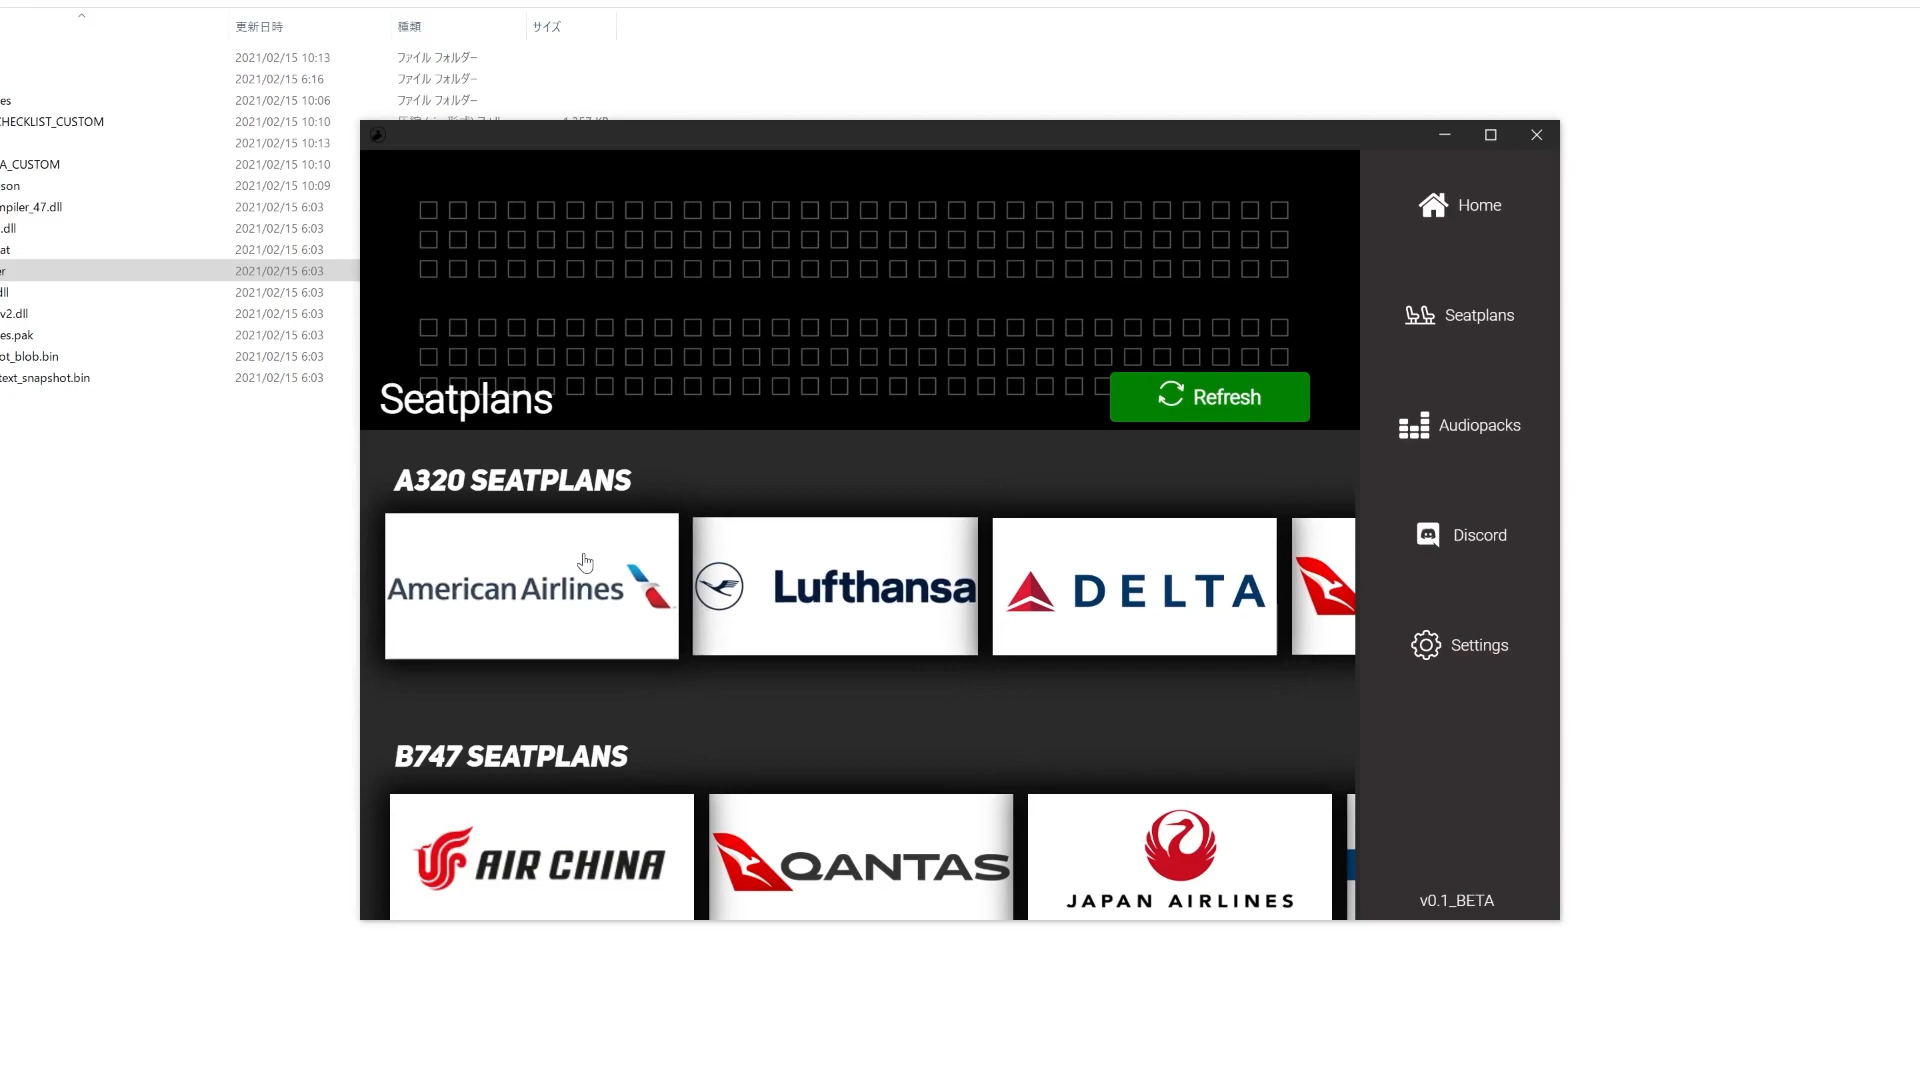 更新日時 種類 サイズ
2021/02/15 10:13 ファイル フォルダー
2021/02/15 6:16 ファイル フォルダー
es 2021/02/15 10:06 ファイル フォルダー
CHECKLIST_CUSTOM 2021/02/15 10:10
2021/02/15 10:13
A_CUSTOM 2021/02/15 10:10
son 2021/02/15 10:09
mpiler_47.dll 2021/02/15 6:03
.dll 2021/02/15 6:03
at 2021/02/15 6:03
er 2021/02/15 6:03
dll 2021/02/15 6:03
v2.dll 2021/02/15 6:03
es.pak 2021/02/15 6:03
ot_blob.bin 2021/02/15 6:03
text_snapshot.bin 2021/02/15 6:03
Seatplans
Refresh
A320 SEATPLANS
American Airlines
Lufthansa
DELTA
B747 SEATPLANS
AIR CHINA
QANTAS
JAPAN AIRLINES
Home
Seatplans
Audiopacks
Discord
Settings
v0.1_BETA